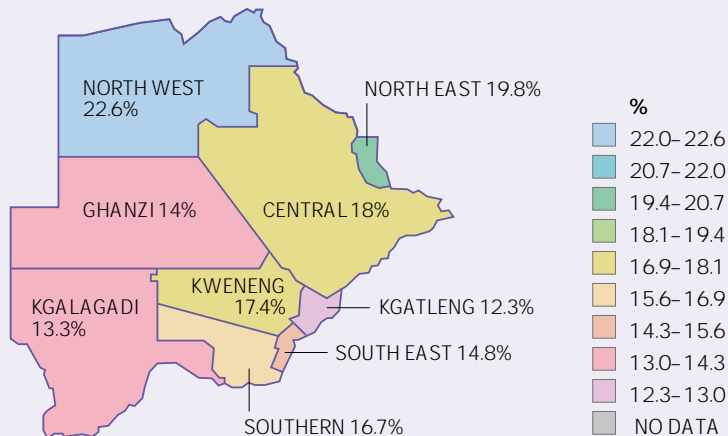 NORTH WEST
22.6%
NORTH EAST 19.8%
GHANZI 14%
CENTRAL 18%
KWENENG
17.4%
KGALAGADI
13.3%
KGATLENG 12.3%
SOUTH EAST 14.8%
SOUTHERN 16.7%
%
22.0–22.6
20.7–22.0
19.4–20.7
18.1–19.4
16.9–18.1
15.6–16.9
14.3–15.6
13.0–14.3
12.3–13.0
NO DATA